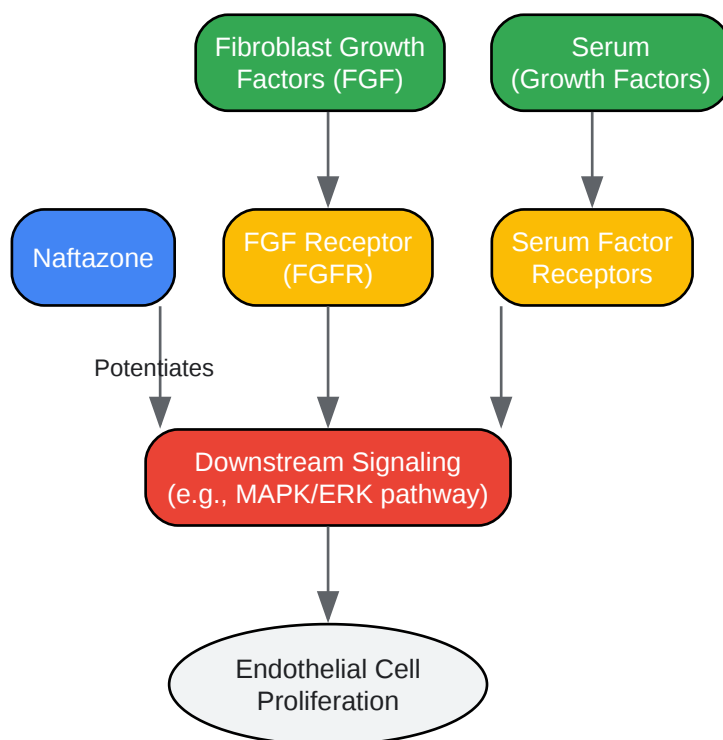 Fibroblast Growth
Factors (FGF)
Serum
(Growth Factors)
Naftazone
FGF Receptor
(FGFR)
Serum Factor
Receptors
Potentiates
Downstream Signaling
(e.g., MAPK/ERK pathway)
Endothelial Cell
Proliferation